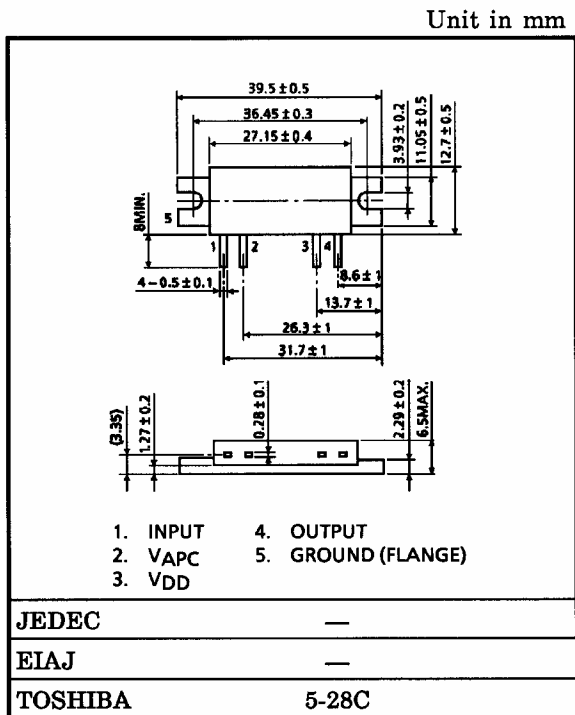 Unit in mm
39.5±0.5
36.45±0.3
27.15±0.4
3.93±0.2
11.05±0.5
12.7±0.5
5
8MIN.
1 2 3 4
4-0.5±0.1
8.6±1
13.7±1
26.3±1
31.7±1
(3.35)
1.27±0.2
0.28±0.1
2.29±0.2
6.5MAX.
1. INPUT 4. OUTPUT
2. VAPC 5. GROUND (FLANGE)
3. VDD
JEDEC —
EIAJ —
TOSHIBA 5-28C